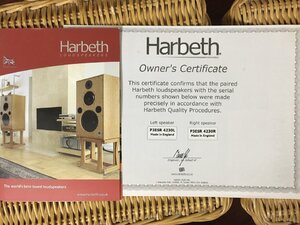 Harbeth
LOUDSPEAKERS
The world's best loved loudspeakers
Harbeth
Owner's Certificate
This certificate confirms that the paired
Harbeth loudspeakers with the serial
numbers shown below were made
precisely in accordance with
Harbeth Quality Procedures.
Left speaker Right speaker
P3ESR 4230L P3ESR 4230R
Made in England Made in England